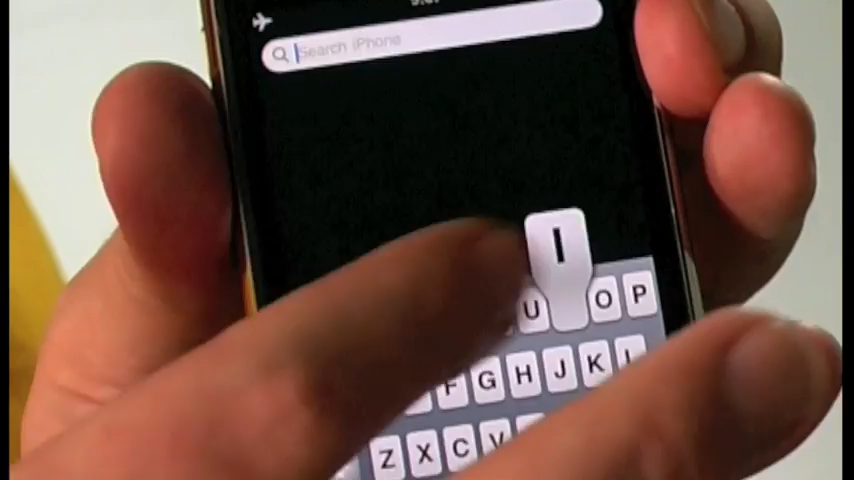 Search iPhone
I
U O P
F G H J K L
Z X C V